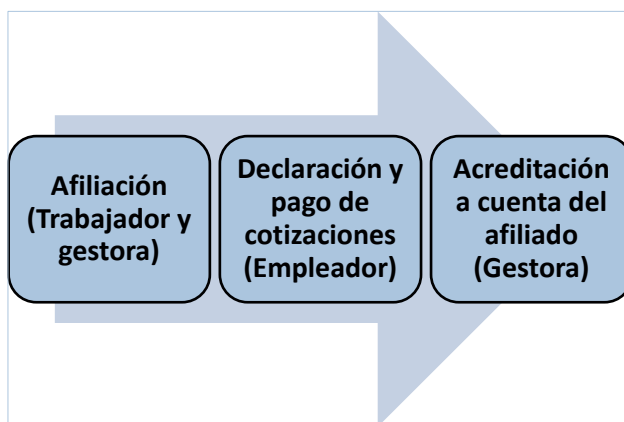 Afiliación
(Trabajador y
gestora)
Declaración y
pago de
cotizaciones
(Empleador)
Acreditación
a cuenta del
afiliado
(Gestora)